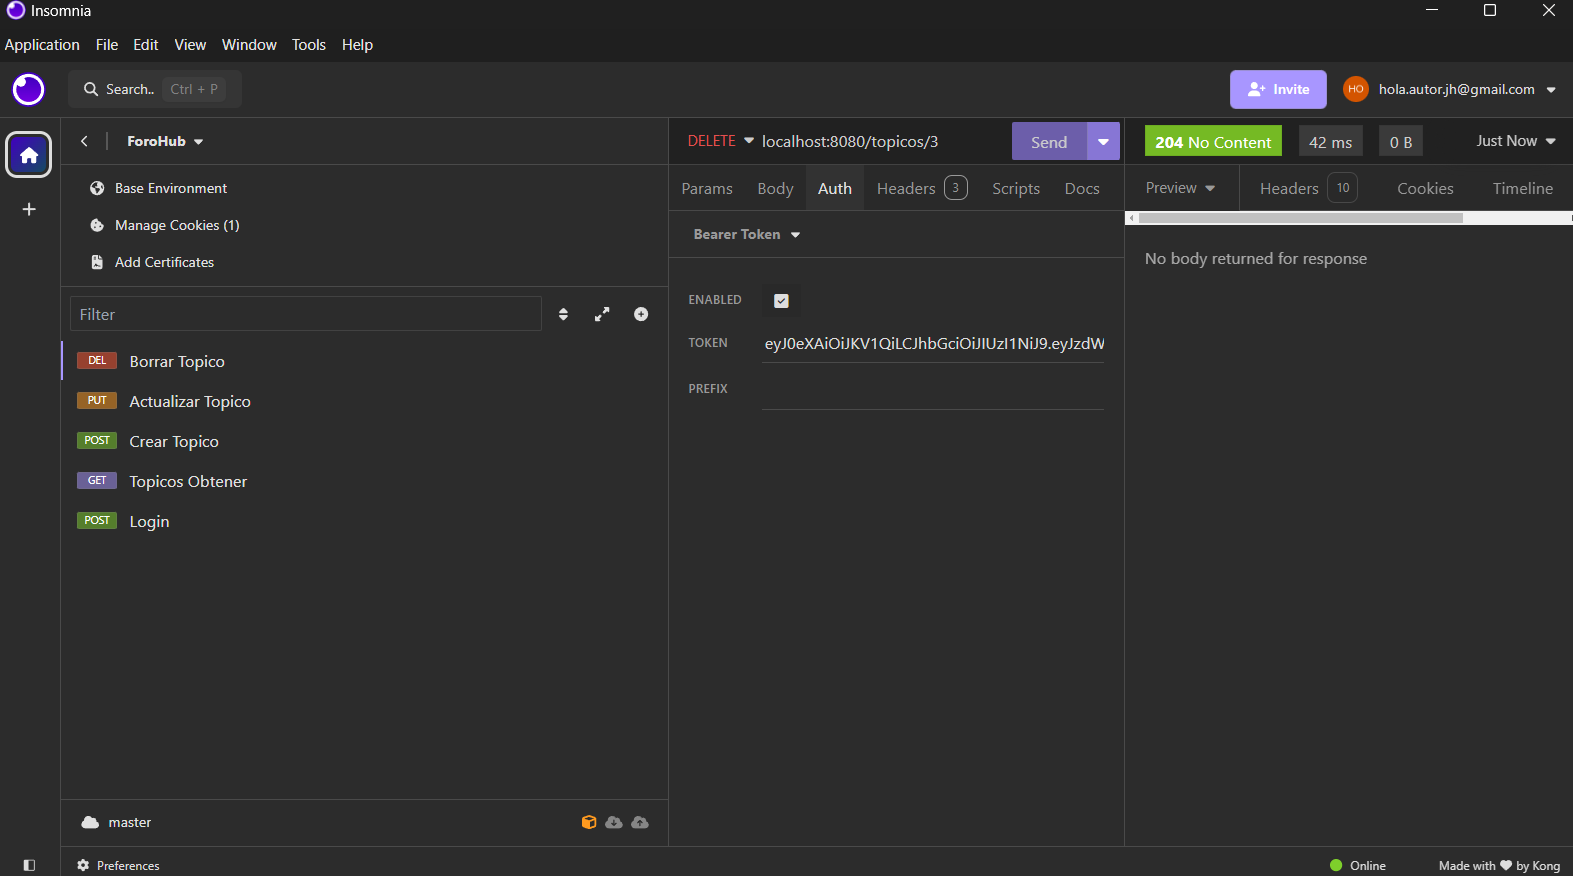 Insomnia
Application File Edit View Window Tools Help
Search.. Ctrl + P
Invite
HO hola.autor.jh@gmail.com
ForoHub
Base Environment
Manage Cookies (1)
Add Certificates
Filter
DEL Borrar Topico
PUT Actualizar Topico
POST Crear Topico
GET Topicos Obtener
POST Login
master
Preferences
DELETE localhost:8080/topicos/3 Send
Params Body Auth Headers 3 Scripts Docs
Bearer Token
ENABLED
TOKEN eyJ0eXAiOiJKV1QiLCJhbGciOiJIUzI1NiJ9.eyJzdW
PREFIX
204 No Content 42 ms 0 B Just Now
Preview Headers 10 Cookies Timeline
No body returned for response
Online
Made with by Kong